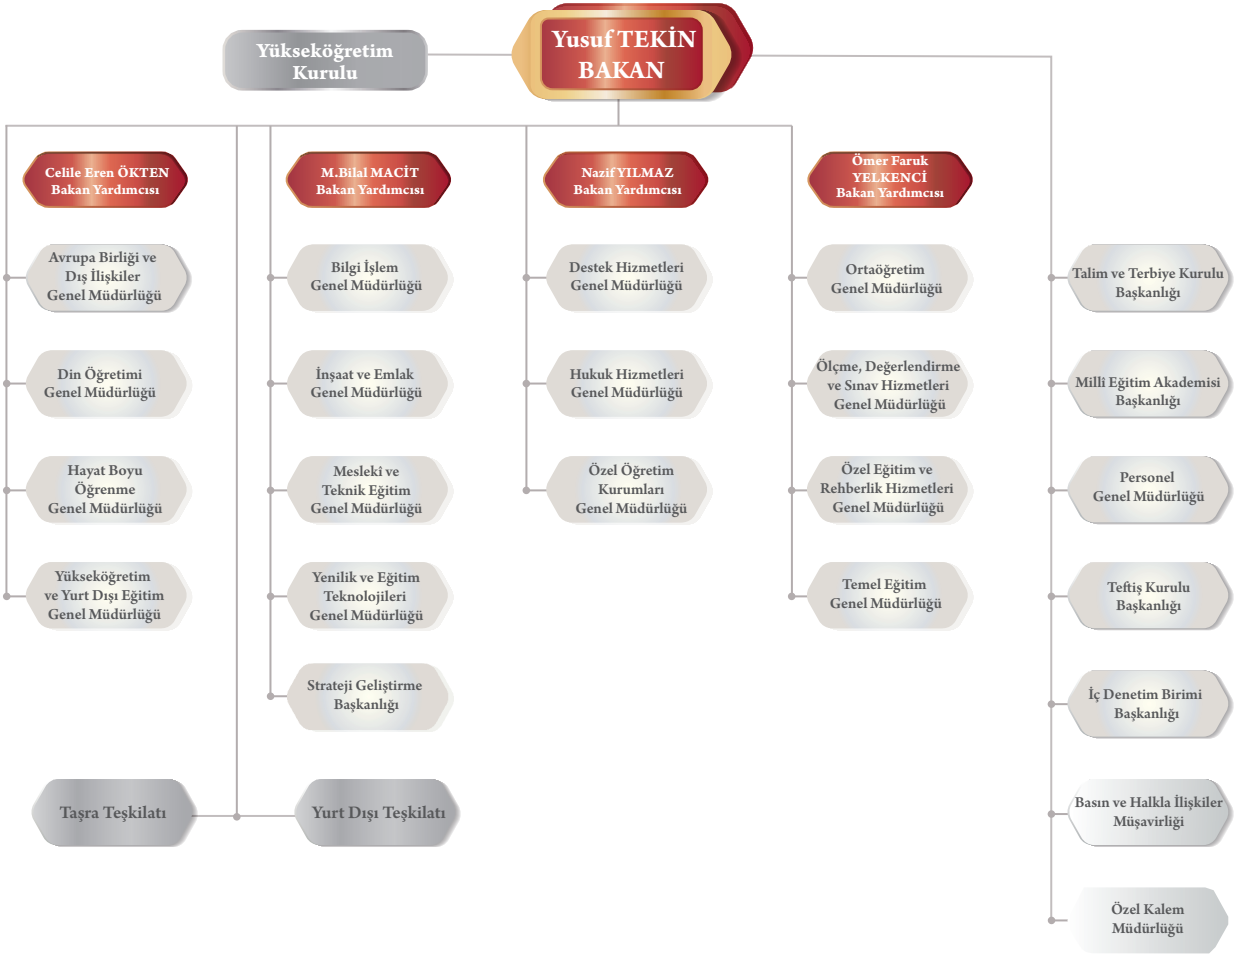 Yükseköğretim
Kurulu
Yusuf TEKİN
BAKAN
Celile Eren ÖKTEN
Bakan Yardımcısı
Avrupa Birliği ve
Dış İlişkiler
Genel Müdürlüğü
Din Öğretimi
Genel Müdürlüğü
Hayat Boyu
Öğrenme
Genel Müdürlüğü
Yükseköğretim
ve Yurt Dışı Eğitim
Genel Müdürlüğü
M.Bilal MACİT
Bakan Yardımcısı
Bilgi İşlem
Genel Müdürlüğü
İnşaat ve Emlak
Genel Müdürlüğü
Meslekî ve
Teknik Eğitim
Genel Müdürlüğü
Yenilik ve Eğitim
Teknolojileri
Genel Müdürlüğü
Strateji Geliştirme
Başkanlığı
Nazif YILMAZ
Bakan Yardımcısı
Destek Hizmetleri
Genel Müdürlüğü
Hukuk Hizmetleri
Genel Müdürlüğü
Özel Öğretim
Kurumları
Genel Müdürlüğü
Ömer Faruk
YELKENCİ
Bakan Yardımcısı
Ortaöğretim
Genel Müdürlüğü
Ölçme, Değerlendirme
ve Sınav Hizmetleri
Genel Müdürlüğü
Özel Eğitim ve
Rehberlik Hizmetleri
Genel Müdürlüğü
Temel Eğitim
Genel Müdürlüğü
Talim ve Terbiye Kurulu
Başkanlığı
Millî Eğitim Akademisi
Başkanlığı
Personel
Genel Müdürlüğü
Teftiş Kurulu
Başkanlığı
İç Denetim Birimi
Başkanlığı
Basın ve Halkla İlişkiler
Müşavirliği
Özel Kalem
Müdürlüğü
Taşra Teşkilatı
Yurt Dışı Teşkilatı